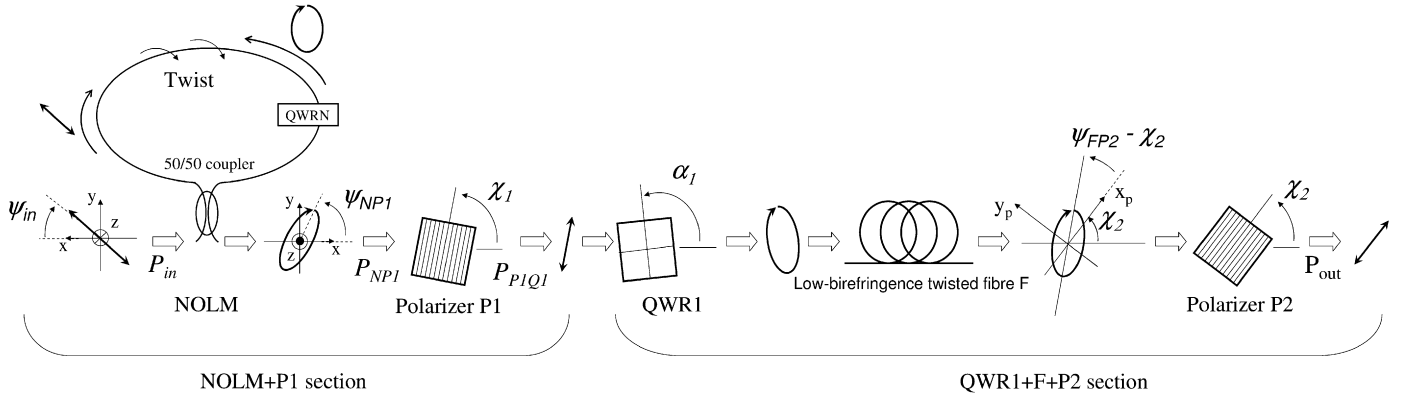 Twist
QWRN
50/50 coupler
ψin
y
z
x
Pin
NOLM
y
ψNP1
z
x
PNP1
χ1
Polarizer P1
PP1Q1
α1
QWR1
Low-birefringence twisted fibre F
ψFP2 - χ2
xp
yp
χ2
χ2
Polarizer P2
Pout
NOLM+P1 section
QWR1+F+P2 section